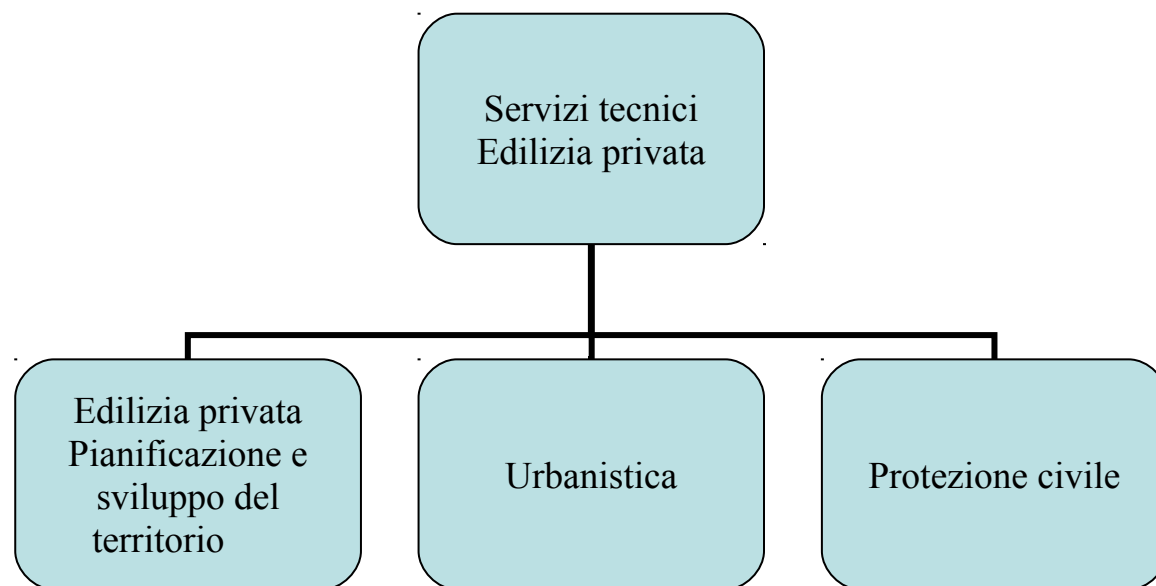 Servizi tecnici
Edilizia privata
Edilizia privata
Pianificazione e
sviluppo del
territorio
Urbanistica
Protezione civile